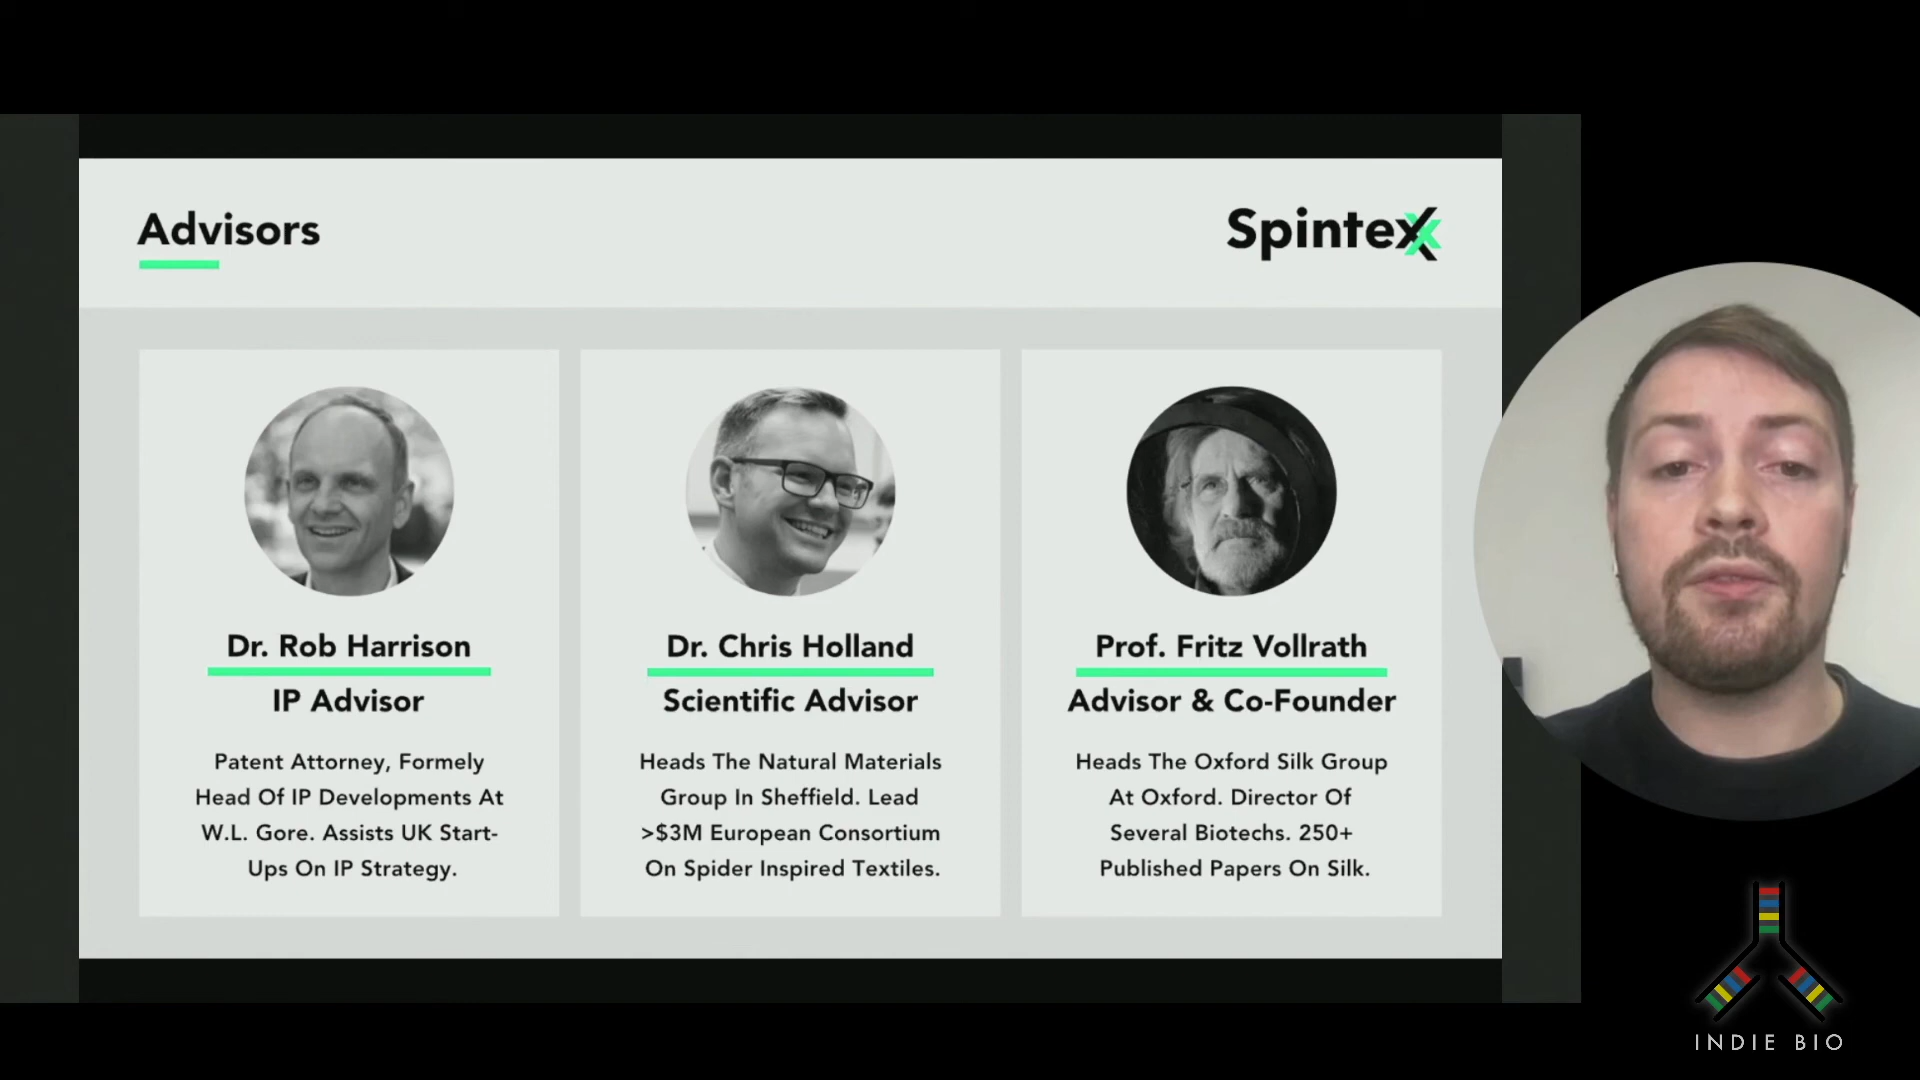 Advisors
Spintex
Dr. Rob Harrison
IP Advisor
Patent Attorney, Formely
Head Of IP Developments At
W.L. Gore. Assists UK Start-
Ups On IP Strategy.
Dr. Chris Holland
Scientific Advisor
Heads The Natural Materials
Group In Sheffield. Lead
>$3M European Consortium
On Spider Inspired Textiles.
Prof. Fritz Vollrath
Advisor & Co-Founder
Heads The Oxford Silk Group
At Oxford. Director Of
Several Biotechs. 250+
Published Papers On Silk.
INDIE BIO